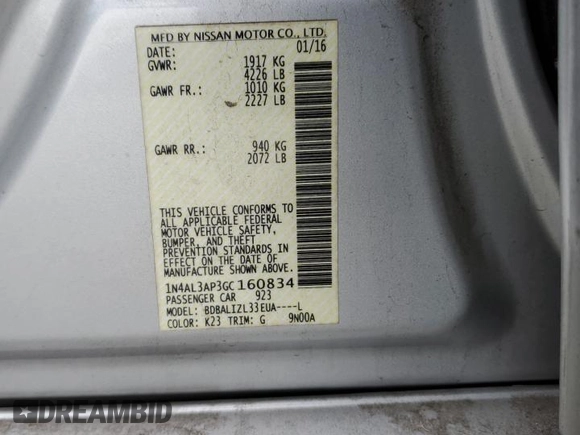 MFD BY NISSAN MOTOR CO., LTD.
DATE: 01/16
GVWR: 1917 KG
4226 LB
GAWR FR.: 1010 KG
2227 LB
GAWR RR.: 940 KG
2072 LB
THIS VEHICLE CONFORMS TO
ALL APPLICABLE FEDERAL
MOTOR VEHICLE SAFETY,
BUMPER, AND THEFT
PREVENTION STANDARDS IN
EFFECT ON THE DATE OF
MANUFACTURE SHOWN ABOVE.
1N4AL3AP3GC160834
PASSENGER CAR 923
MODEL: BDBALIZL33EUA----L
COLOR: K23 TRIM: G 9N00A
DREAMBID